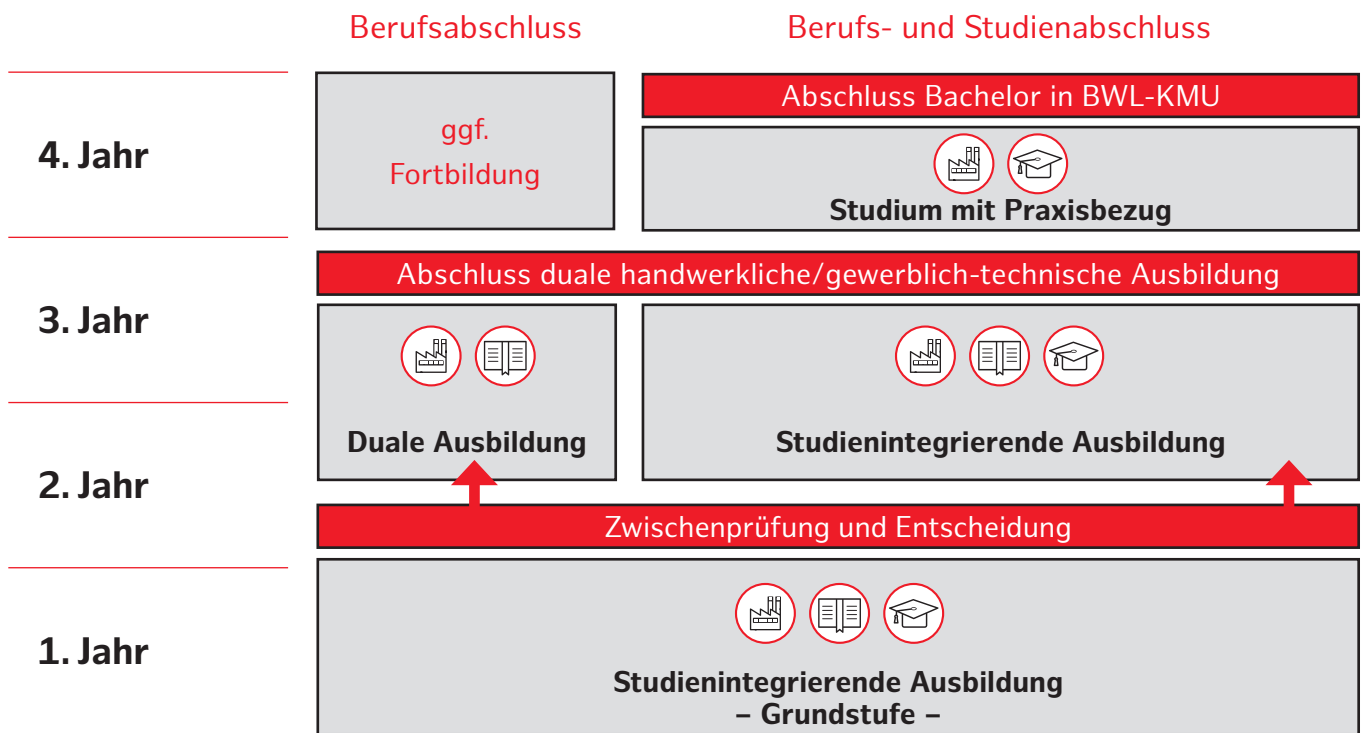 Berufsabschluss
Berufs- und Studienabschluss
4. Jahr
ggf.
Fortbildung
Abschluss Bachelor in BWL-KMU
Studium mit Praxisbezug
Abschluss duale handwerkliche/gewerblich-technische Ausbildung
3. Jahr
Duale Ausbildung
Studienintegrierende Ausbildung
2. Jahr
Zwischenprüfung und Entscheidung
1. Jahr
Studienintegrierende Ausbildung
– Grundstufe –